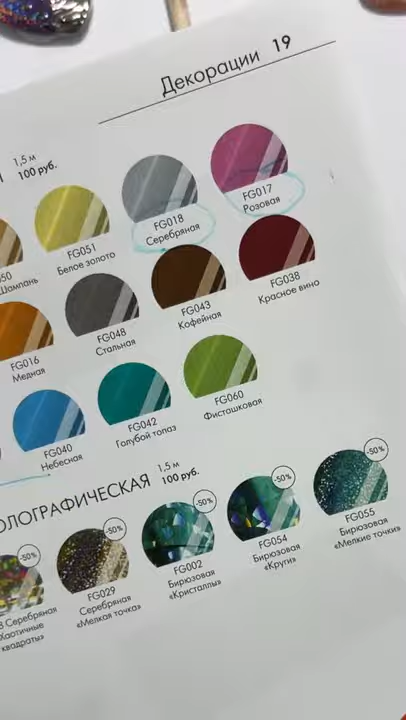 Декорации 19
1,5 м
100 руб.
FG017
Розовая
FG018
Серебряная
FG051
Белое золото
50
Шампань
FG038
Красное вино
FG043
Кофейная
FG048
Стальная
FG016
Медная
FG060
Фисташковая
FG042
Голубой топаз
FG040
Небесная
ОЛОГРАФИЧЕСКАЯ
1,5 м
100 руб.
-50%
-50%
-50%
-50%
-50%
FG055
Бирюзовая
«Мелкие точки»
FG054
Бирюзовая
«Круги»
FG002
Бирюзовая
«Кристаллы»
FG029
Серебряная
«Мелкая точка»
Серебряная
«Хаотичные
квадраты»